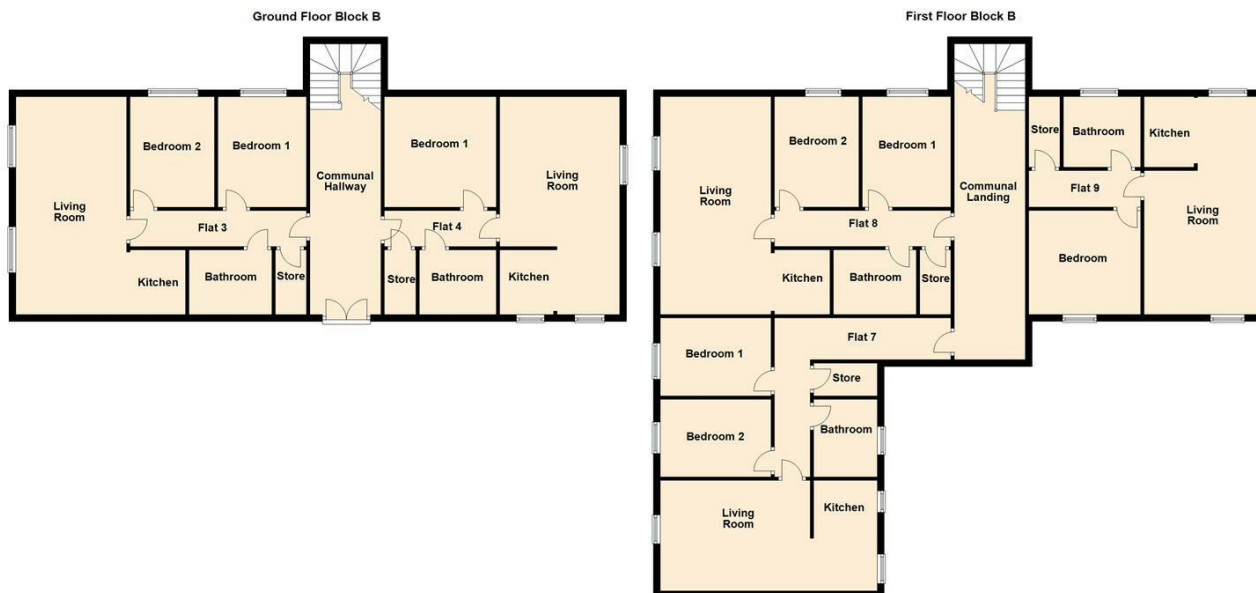 Ground Floor Block B
Bedroom 2
Bedroom 1
Bedroom 1
Communal
Hallway
Living
Room
Living
Room
Flat 3
Flat 4
Kitchen
Bathroom
Store
Store
Bathroom
Kitchen
First Floor Block B
Store
Bathroom
Kitchen
Bedroom 2
Bedroom 1
Communal
Landing
Living
Room
Flat 9
Living
Room
Flat 8
Bedroom
Kitchen
Bathroom
Store
Flat 7
Bedroom 1
Store
Bedroom 2
Bathroom
Living
Room
Kitchen